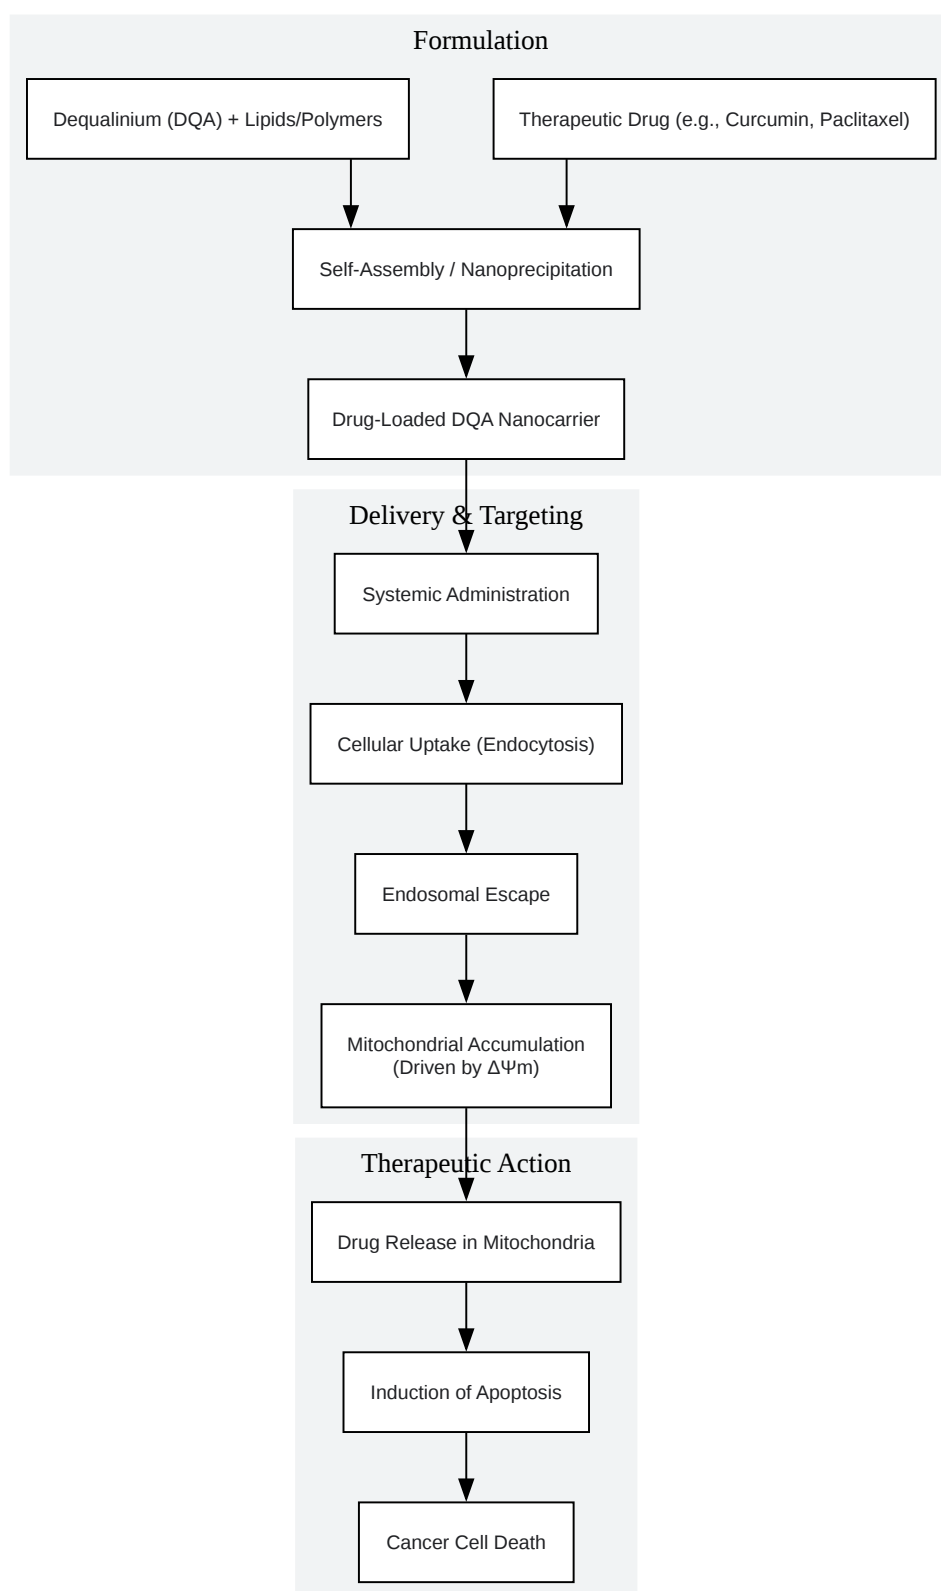 Formulation
Dequalinium (DQA) + Lipids/Polymers
Therapeutic Drug (e.g., Curcumin, Paclitaxel)
Self-Assembly / Nanoprecipitation
Drug-Loaded DQA Nanocarrier
Delivery & Targeting
Systemic Administration
Cellular Uptake (Endocytosis)
Endosomal Escape
Mitochondrial Accumulation
(Driven by ΔΨm)
Therapeutic Action
Drug Release in Mitochondria
Induction of Apoptosis
Cancer Cell Death